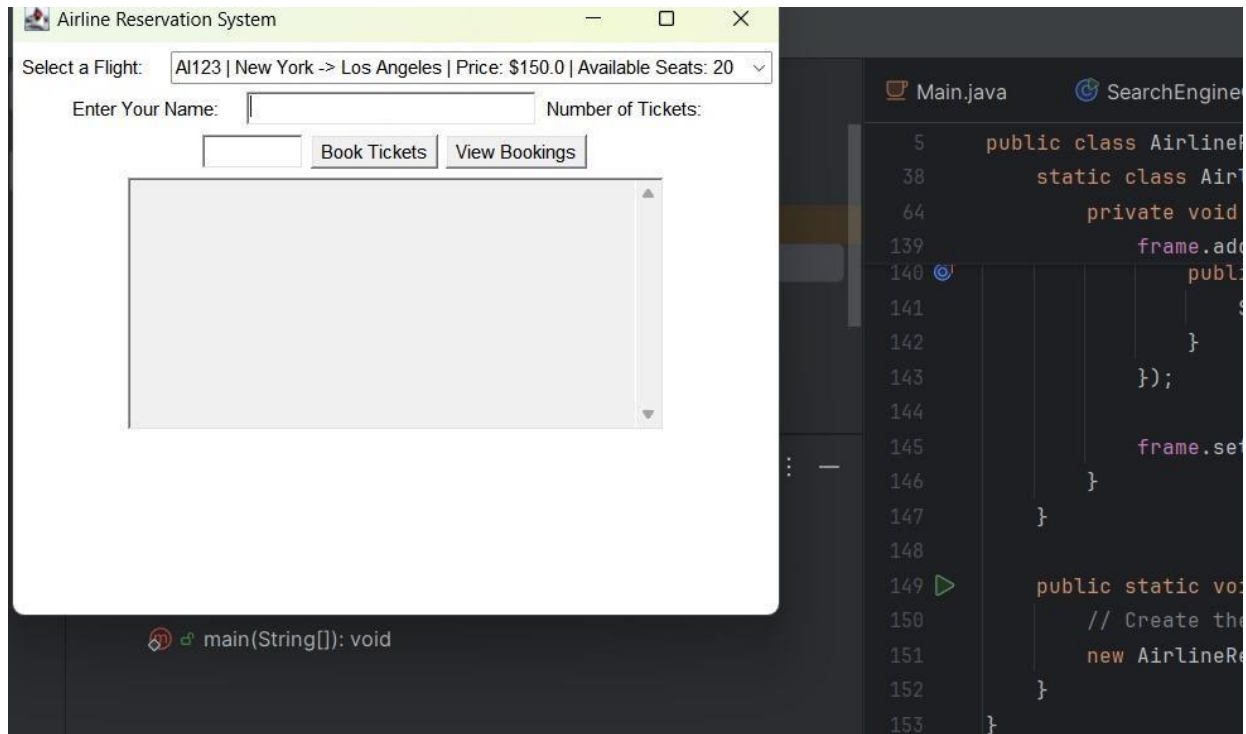 Airline Reservation System
Select a Flight: AI123 | New York -> Los Angeles | Price: $150.0 | Available Seats: 20
Enter Your Name: Number of Tickets:
Book Tickets View Bookings
main(String[]): void
Main.java SearchEngine
5 public class Airline
38 static class Airl
64 private void
139 frame.add
140 publi
141
142 }
143 });
144
145 frame.set
146 }
147 }
148
149 public static voi
150 // Create the
151 new AirlineRe
152 }
153 }